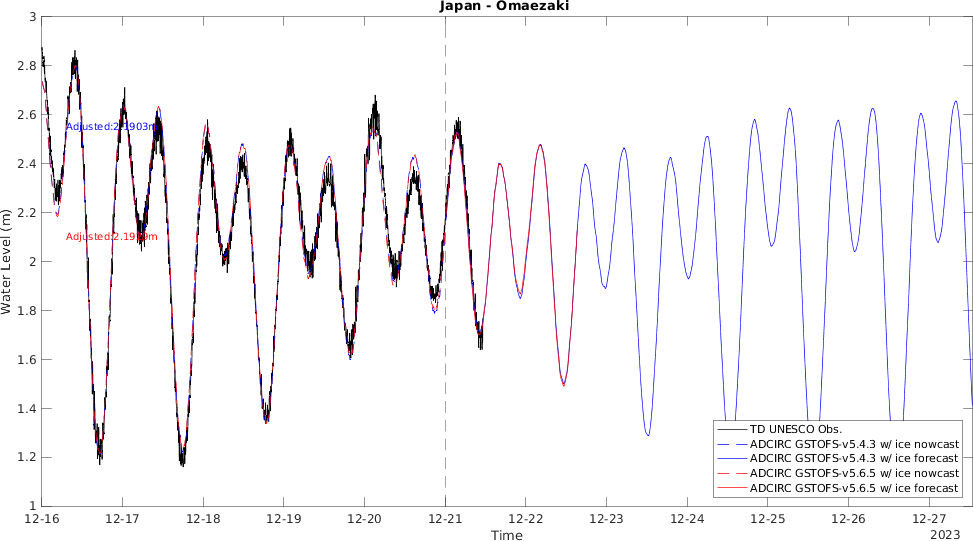 Japan - Omaezaki
Water Level (m)
3
2.8
2.6
2.4
2.2
2
1.8
1.6
1.4
1.2
1
Adjusted:2.1903m
TD UNESCO Obs.
ADCIRC GSTOFS-v5.4.3 w/ ice nowcast
ADCIRC GSTOFS-v5.4.3 w/ ice forecast
ADCIRC GSTOFS-v5.6.5 w/ ice nowcast
ADCIRC GSTOFS-v5.6.5 w/ ice forecast
12-16 12-17 12-18 12-19 12-20 12-21 12-22 12-23 12-24 12-25 12-26 12-27
Time
2023